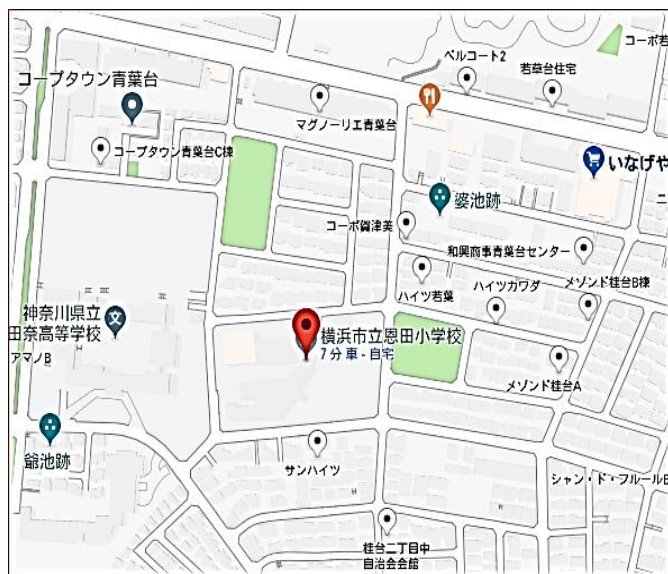 コーポ若
ベルコート2
若草台住宅
コープタウン青葉台
マグノーリエ青葉台
コープタウン青葉台C棟
いなげや
婆池跡
コーポ賀津美
和興商事青葉台センター
ハイツ若葉
ハイツカワダ
メゾンド桂台B棟
神奈川県立
田奈高等学校
横浜市立恩田小学校
7分 車 - 自宅
アマノB
メゾンド桂台A
爺池跡
サンハイツ
シャン・ド・フルールB
桂台二丁目中
自治会会館